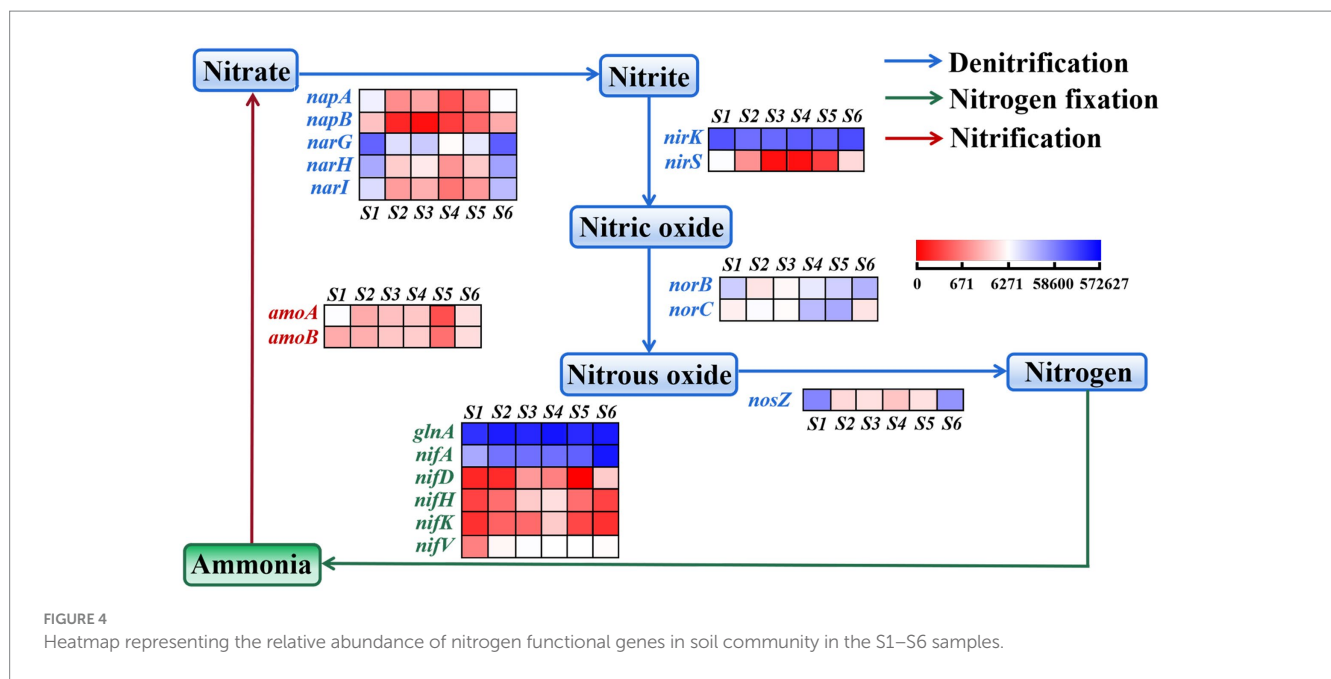 Nitrate
Nitrite
Denitrification
Nitrogen fixation
Nitrification
napA
napB
narG
narH
narI
S1 S2 S3 S4 S5 S6
S1 S2 S3 S4 S5 S6
nirK
nirS
Nitric oxide
0 671 6271 58600 572627
S1 S2 S3 S4 S5 S6
norB
norC
S1 S2 S3 S4 S5 S6
amoA
amoB
Nitrous oxide
Nitrogen
nosZ
S1 S2 S3 S4 S5 S6
S1 S2 S3 S4 S5 S6
glnA
nifA
nifD
nifH
nifK
nifV
Ammonia
FIGURE 4
Heatmap representing the relative abundance of nitrogen functional genes in soil community in the S1–S6 samples.